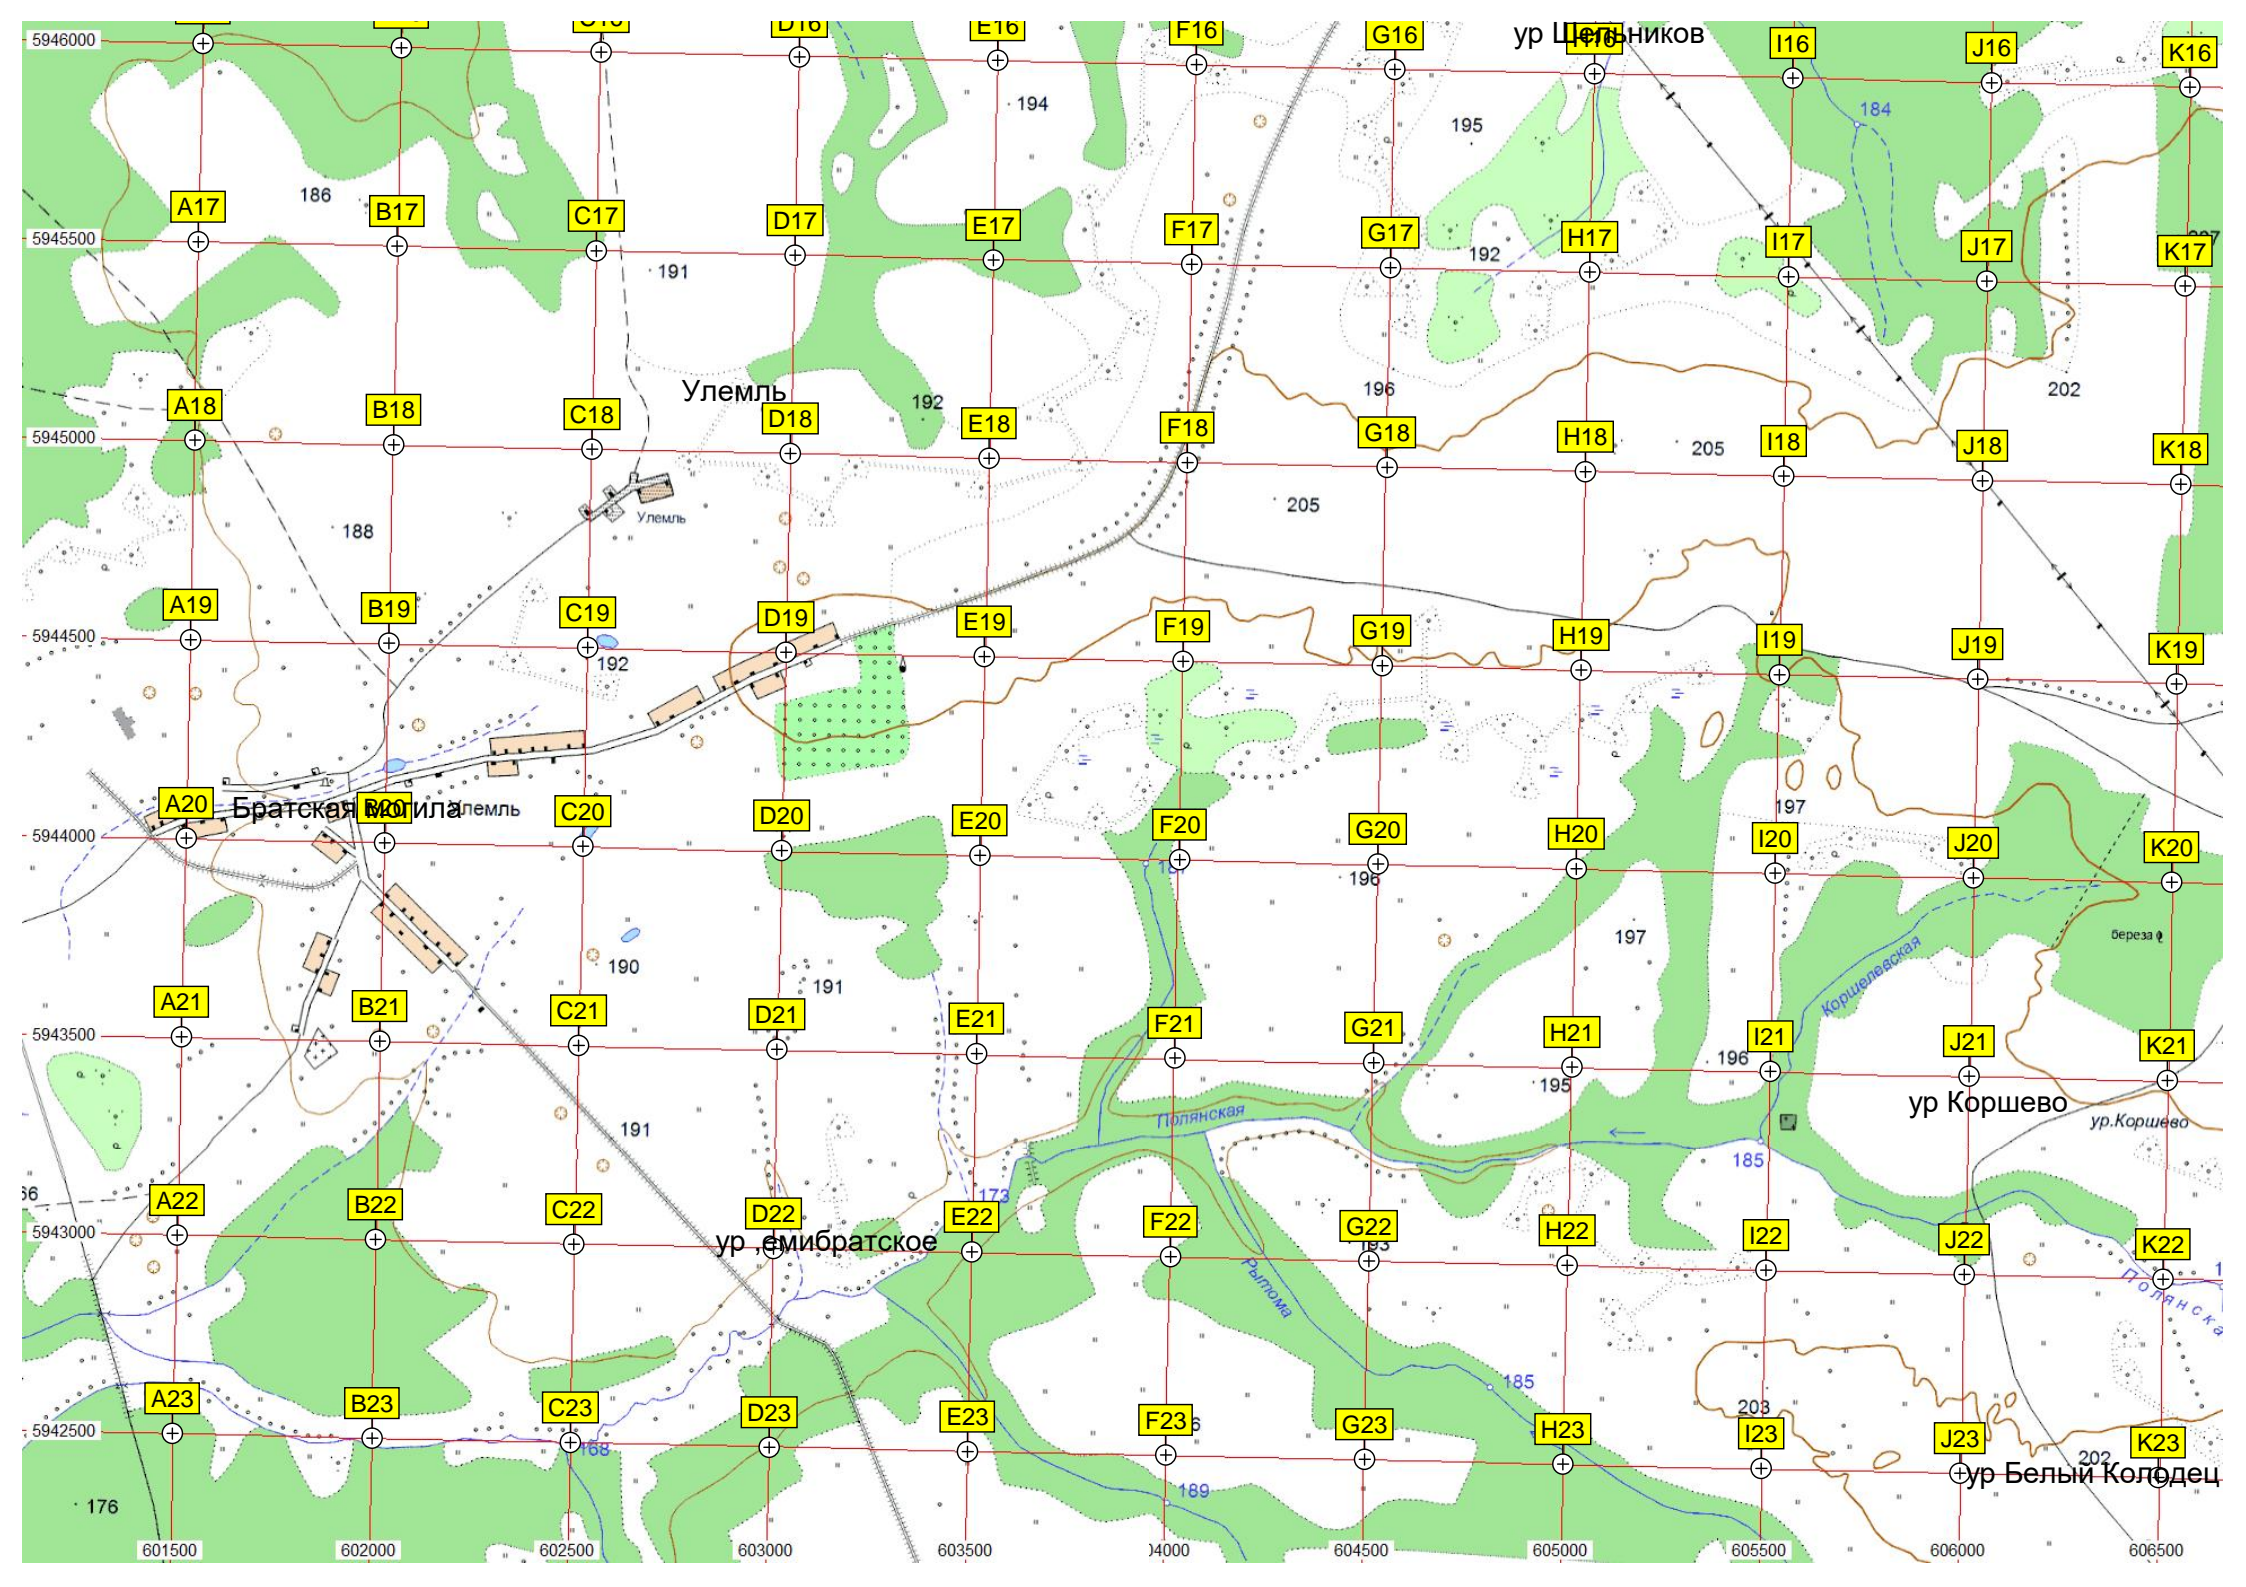 D16
E16
F16
G16
ур Щельников
I16
J16
K16
5946000
194
195
184
186
A17
B17
C17
D17
E17
F17
G17
H17
I17
J17
K17
5945500
191
192
Улемль
192
196
202
A18
B18
C18
D18
E18
F18
G18
H18
I18
J18
K18
5945000
205
205
188
Улемль
A19
B19
C19
D19
E19
F19
G19
H19
I19
J19
K19
5944500
192
197
A20
Братская могила
B20
Улемль
C20
D20
E20
F20
G20
H20
I20
J20
K20
5944000
196
197
береза
190
191
Коршелевская
A21
B21
C21
D21
E21
F21
G21
H21
I21
J21
K21
5943500
196
195
ур Коршево
191
Полянская
ур.Коршево
185
173
A22
B22
C22
D22
E22
F22
G22
H22
I22
J22
K22
5943000
ур ,емибратское
193
Рытома
185
203
A23
B23
C23
D23
E23
F23
G23
H23
I23
J23
K23
5942500
168
202
ур Белый Колодец
189
176
601500
602000
602500
603000
603500
604500
605000
605500
606000
606500